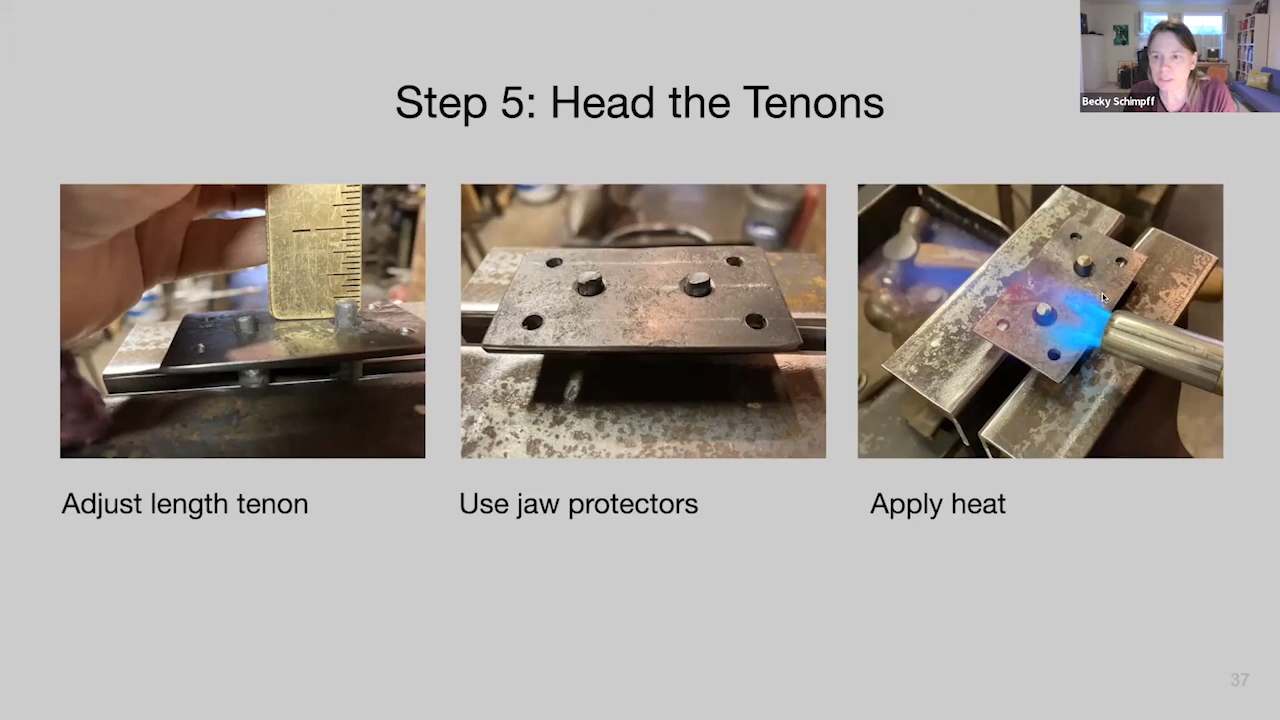 Step 5: Head the Tenons
Becky Schimpff
Adjust length tenon
Use jaw protectors
Apply heat
37